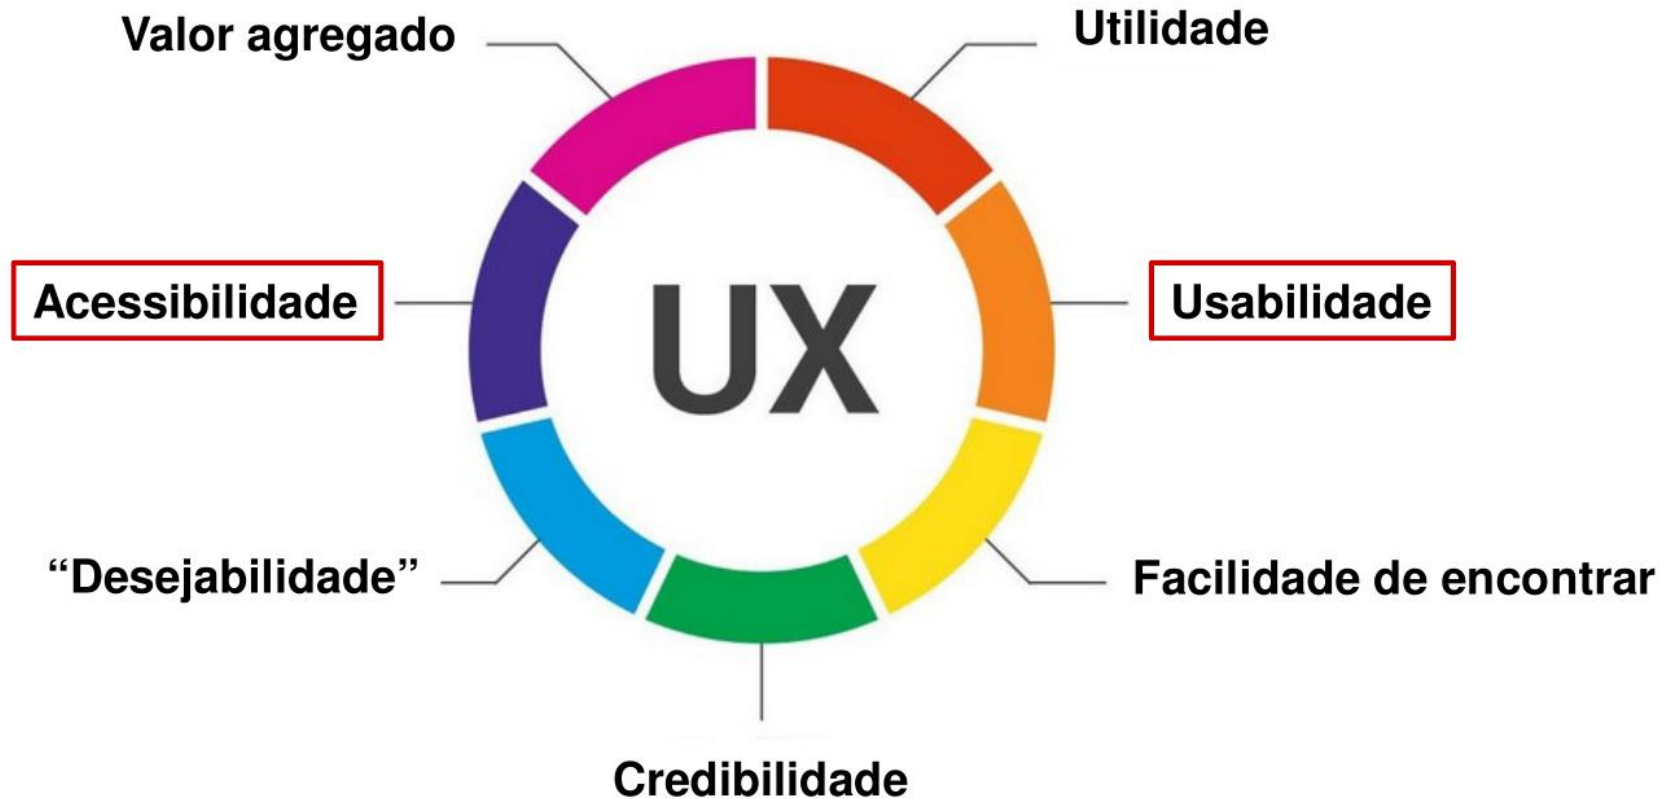 Valor agregado
Utilidade
Acessibilidade
UX
Usabilidade
“Desejabilidade”
Facilidade de encontrar
Credibilidade